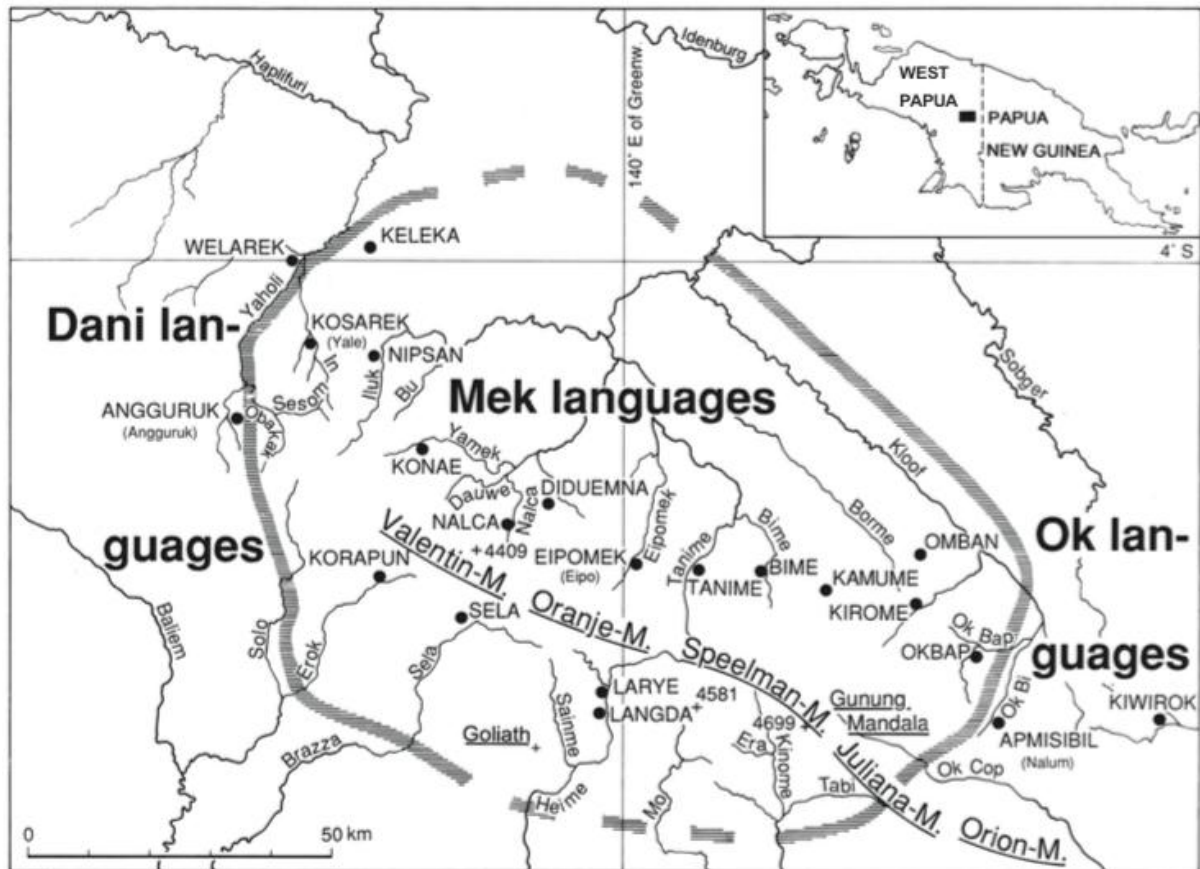 Haplifuri
Idenburg
140° E of Greenw.
WEST
PAPUA
PAPUA
NEW GUINEA
4° S
WELAREK
KELEKA
Yaholi
Dani lan-
guages
KOSAREK
(Yale)
In
NIPSAN
Iluk
Bu
Sesom
ANGGURUK
(Angguruk)
Obakak
Mek languages
Sobger
Kloof
Yamek
KONAE
Dauwe
Nalca
DIDUEMNA
NALCA
+4409
Eipomek
EIPOMEK
(Eipo)
Tanime
TANIME
Bime
BIME
Borme
OMBAN
KAMUME
KIROME
Ok lan-
guages
KORAPUN
SELA
Valentin-M.
Oranje-M.
Speelman-M.
Juliana-M.
Orion-M.
Baliem
Solo
Erok
Sela
Ok Bap
OKBAP
Ok Bi
KIWIROK
APMISIBIL
(Nalum)
LARYE
LANGDA
4581
+
Gunung
Mandala
4699
+
Goliath
+
Sainme
Era
Kinome
Brazza
Heime
Mo
Tabi
Ok Cop
0
50 km